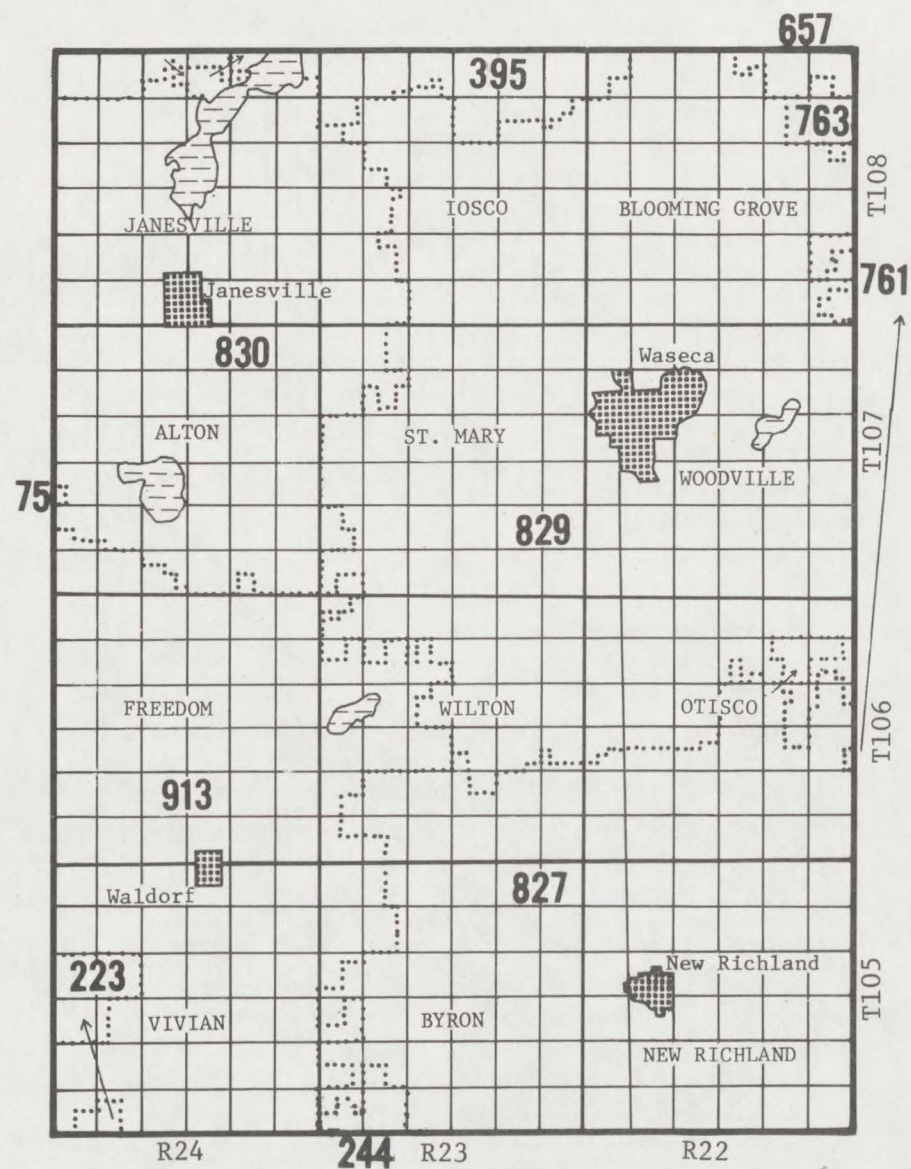 657
395
763
T108
JANESVILLE
IOSCO
BLOOMING GROVE
761
Janesville
830
Waseca
ALTON
ST. MARY
T107
75
WOODVILLE
829
FREEDOM
WILTON
OTISCO
T106
913
Waldorf
827
223
New Richland
T105
VIVIAN
BYRON
NEW RICHLAND
R24
244
R23
R22